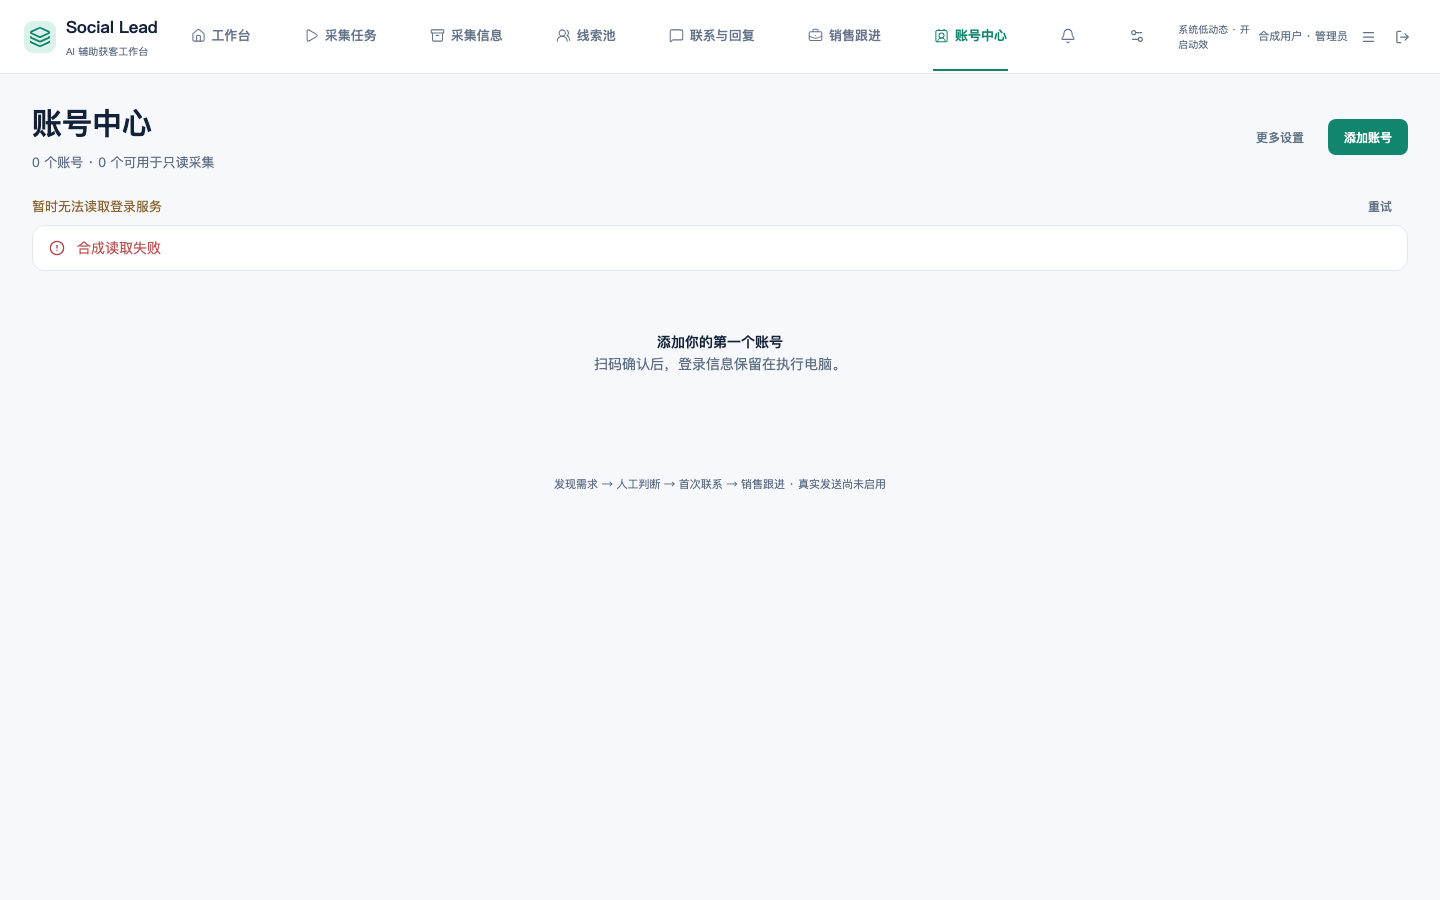 Social Lead
AI 辅助获客工作台
工作台
采集任务
采集信息
线索池
联系与回复
销售跟进
账号中心
系统低动态 · 开
启动效
合成用户 · 管理员
账号中心
0 个账号 · 0 个可用于只读采集
更多设置
添加账号
暂时无法读取登录服务
重试
合成读取失败
添加你的第一个账号
扫码确认后，登录信息保留在执行电脑。
发现需求 → 人工判断 → 首次联系 → 销售跟进 · 真实发送尚未启用